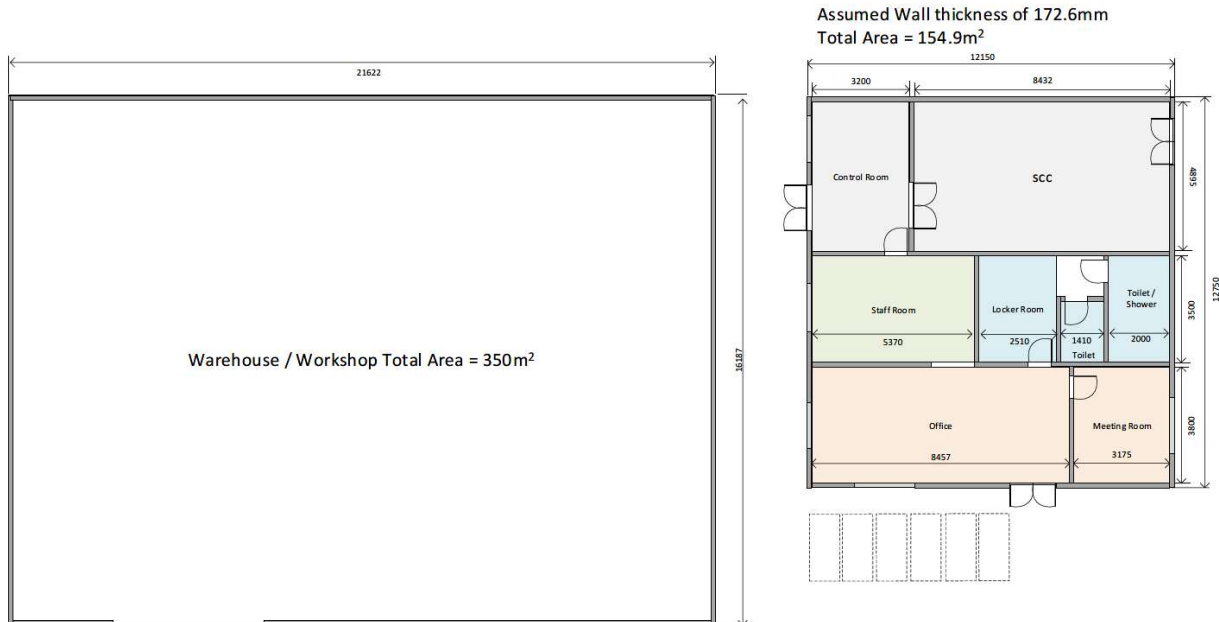 Assumed Wall thickness of 172.6mm
Total Area = 154.9m²
21622
12150
3200
8432
Control Room
SCC
4895
16187
Warehouse / Workshop Total Area = 350m²
Staff Room
5370
Locker Room
2510
1410
Toilet
Toilet /
Shower
2000
3500
12750
Office
8457
Meeting Room
3175
3800